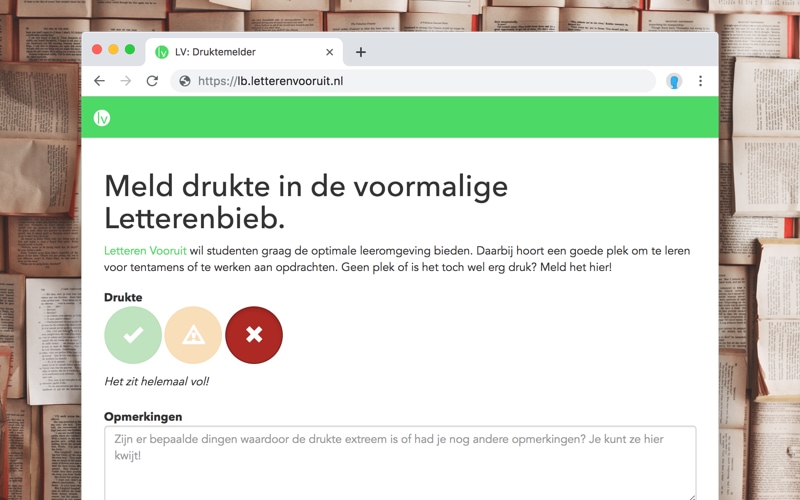 LV: Druktemelder
https://lb.letterenvooruit.nl
lv
Meld drukte in de voormalige
Letterenbieb.
Letteren Vooruit wil studenten graag de optimale leeromgeving bieden. Daarbij hoort een goede plek om te leren
voor tentamens of te werken aan opdrachten. Geen plek of is het toch wel erg druk? Meld het hier!
Drukte
Het zit helemaal vol!
Opmerkingen
Zijn er bepaalde dingen waardoor de drukte extreem is of had je nog andere opmerkingen? Je kunt ze hier
kwijt!